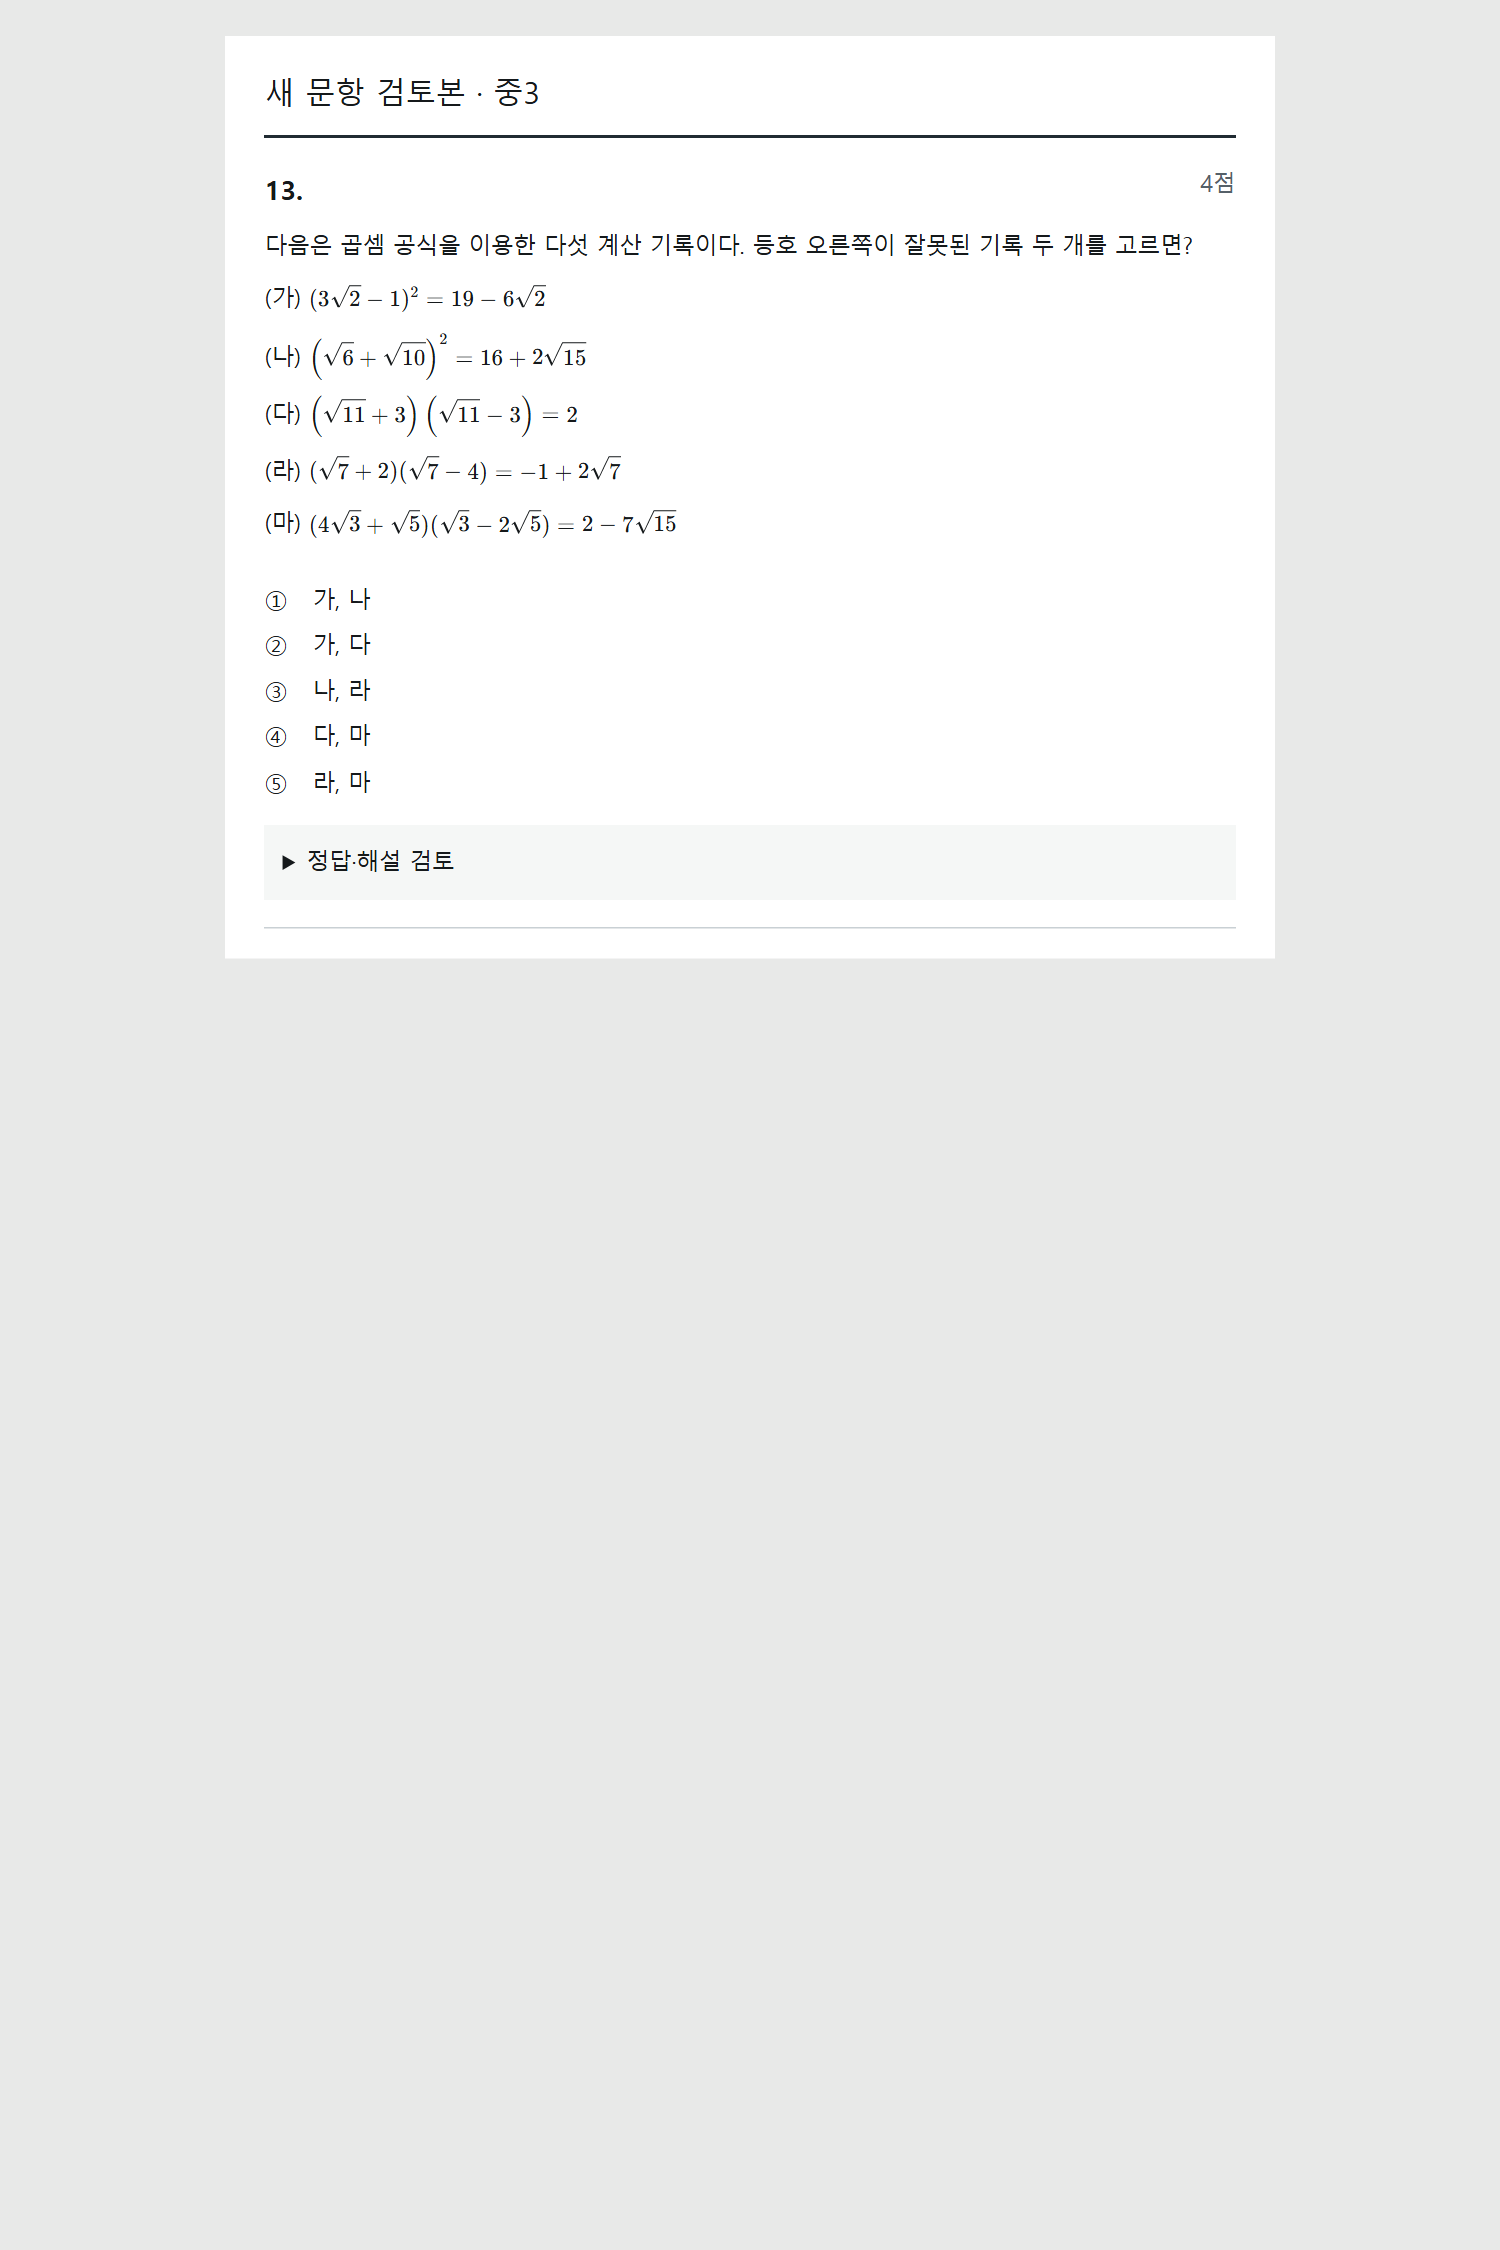 새 문항 검토본 · 중3
13.
4점
다음은 곱셈 공식을 이용한 다섯 계산 기록이다. 등호 오른쪽이 잘못된 기록 두 개를 고르면?
(가) (3√2 − 1)² = 19 − 6√2
(나) (√6 + √10)² = 16 + 2√15
(다) (√11 + 3)(√11 − 3) = 2
(라) (√7 + 2)(√7 − 4) = −1 + 2√7
(마) (4√3 + √5)(√3 − 2√5) = 2 − 7√15
① 가, 나
② 가, 다
③ 나, 라
④ 다, 마
⑤ 라, 마
▶ 정답·해설 검토